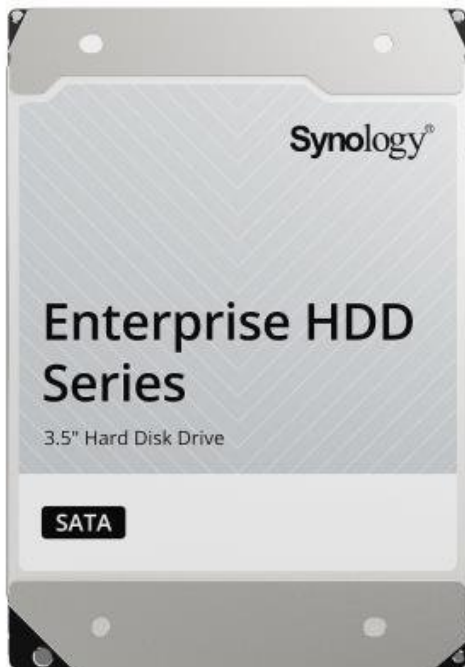 Synology®
Enterprise HDD
Series
3.5" Hard Disk Drive
SATA